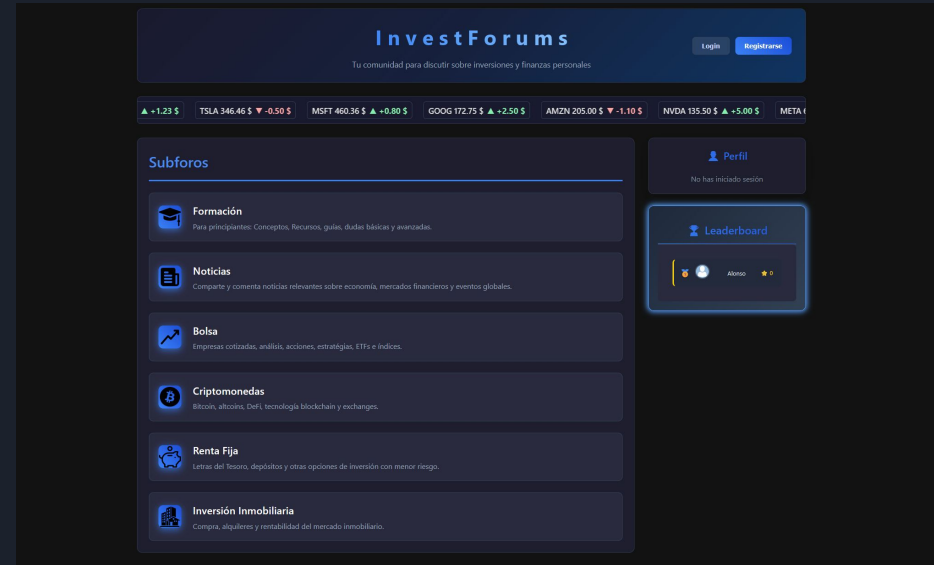 InvestForums
Tu comunidad para discutir sobre inversiones y finanzas personales
Login
Registrarse
▲ +1.23 $ TSLA 346.46 $ ▼ -0.50 $ MSFT 460.36 $ ▲ +0.80 $ GOOG 172.75 $ ▲ +2.50 $ AMZN 205.00 $ ▼ -1.10 $ NVDA 135.50 $ ▲ +5.00 $ META
Subforos
Formación
Para principiantes: Conceptos, Recursos, guías, dudas básicas y avanzadas.
Noticias
Comparte y comenta noticias relevantes sobre economía, mercados financieros y eventos globales.
Bolsa
Empresas cotizadas, análisis, acciones, estratégias, ETFs e índices.
Criptomonedas
Bitcoin, altcoins, DeFi, tecnología blockchain y exchanges.
Renta Fija
Letras del Tesoro, depósitos y otras opciones de inversión con menor riesgo.
Inversión Inmobiliaria
Compra, alquileres y rentabilidad del mercado inmobiliario.
Perfil
No has iniciado sesión
Leaderboard
Alonso 0